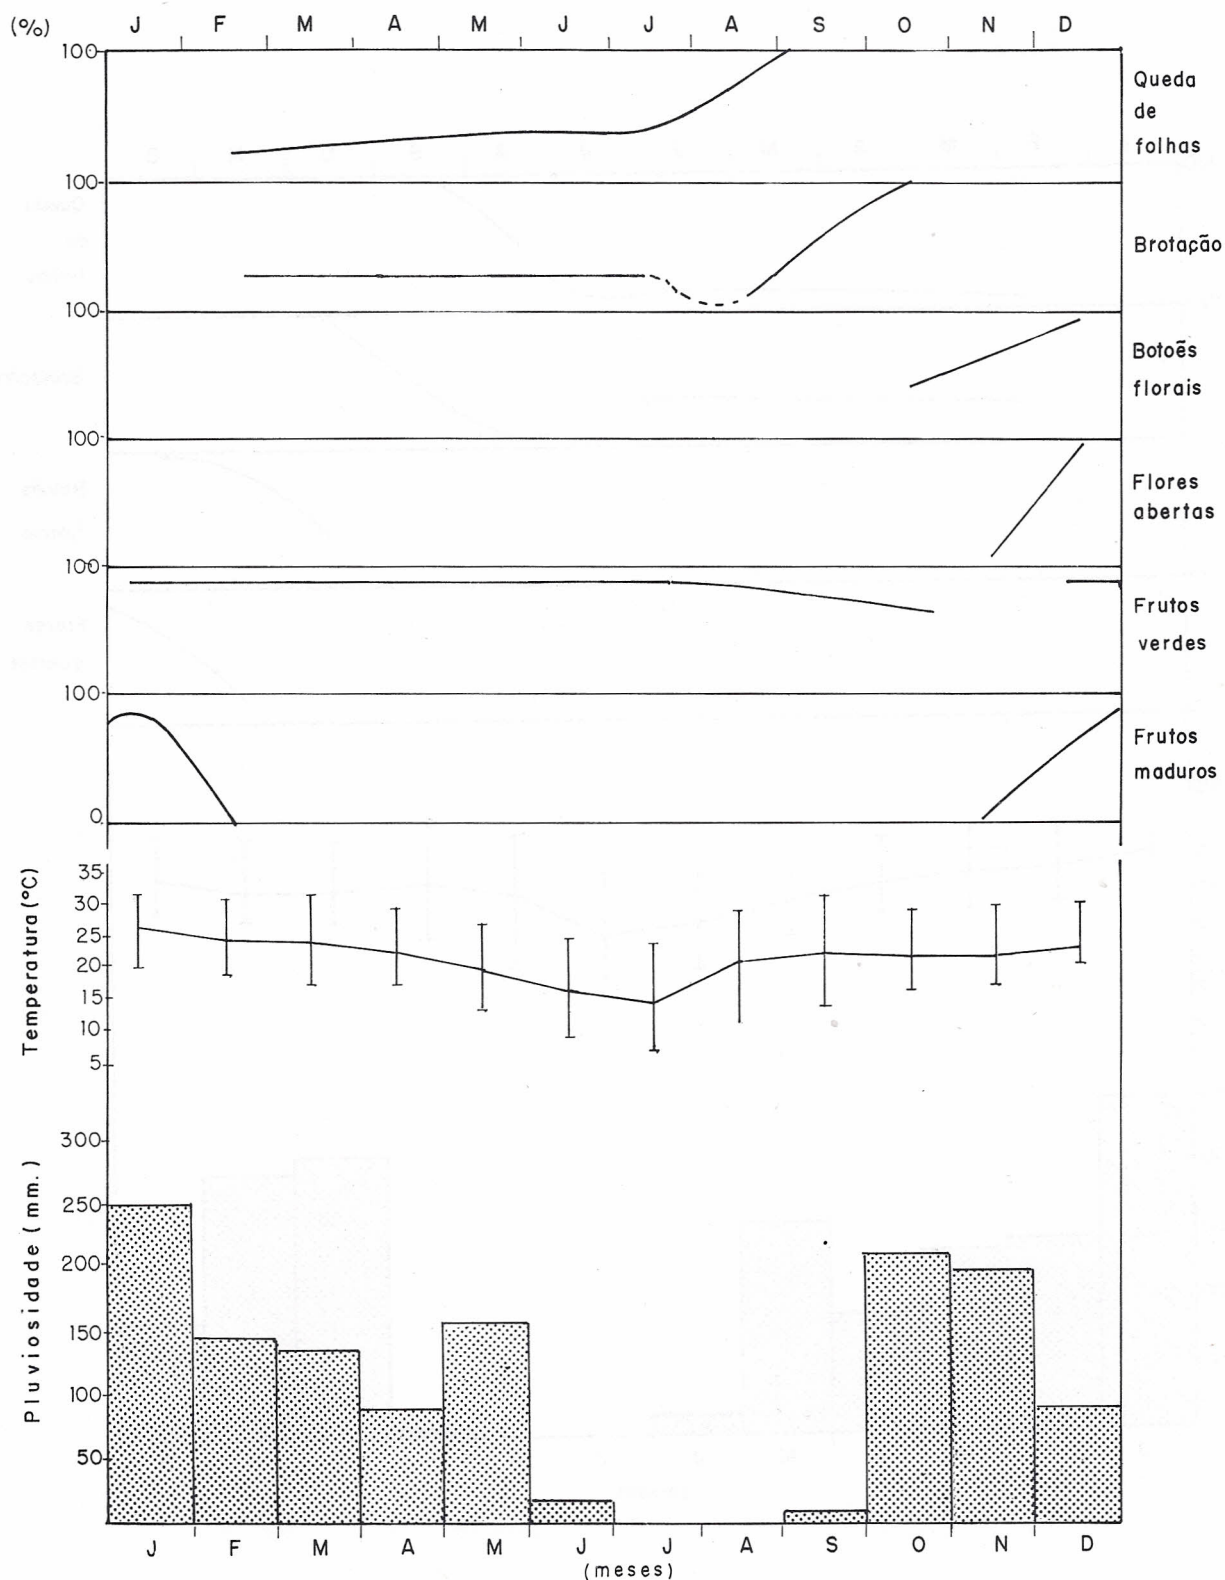 (%) J F M A M J J A S O N D
100
Queda
de
folhas
100
Brotação
100
Botoẽs
florais
100
Flores
abertas
100
Frutos
verdes
100
Frutos
maduros
0
Temperatura (°C)
35
30
25
20
15
10
5
Pluviosidade (mm.)
300
250
200
150
100
50
J F M A M J J A S O N D
(meses)